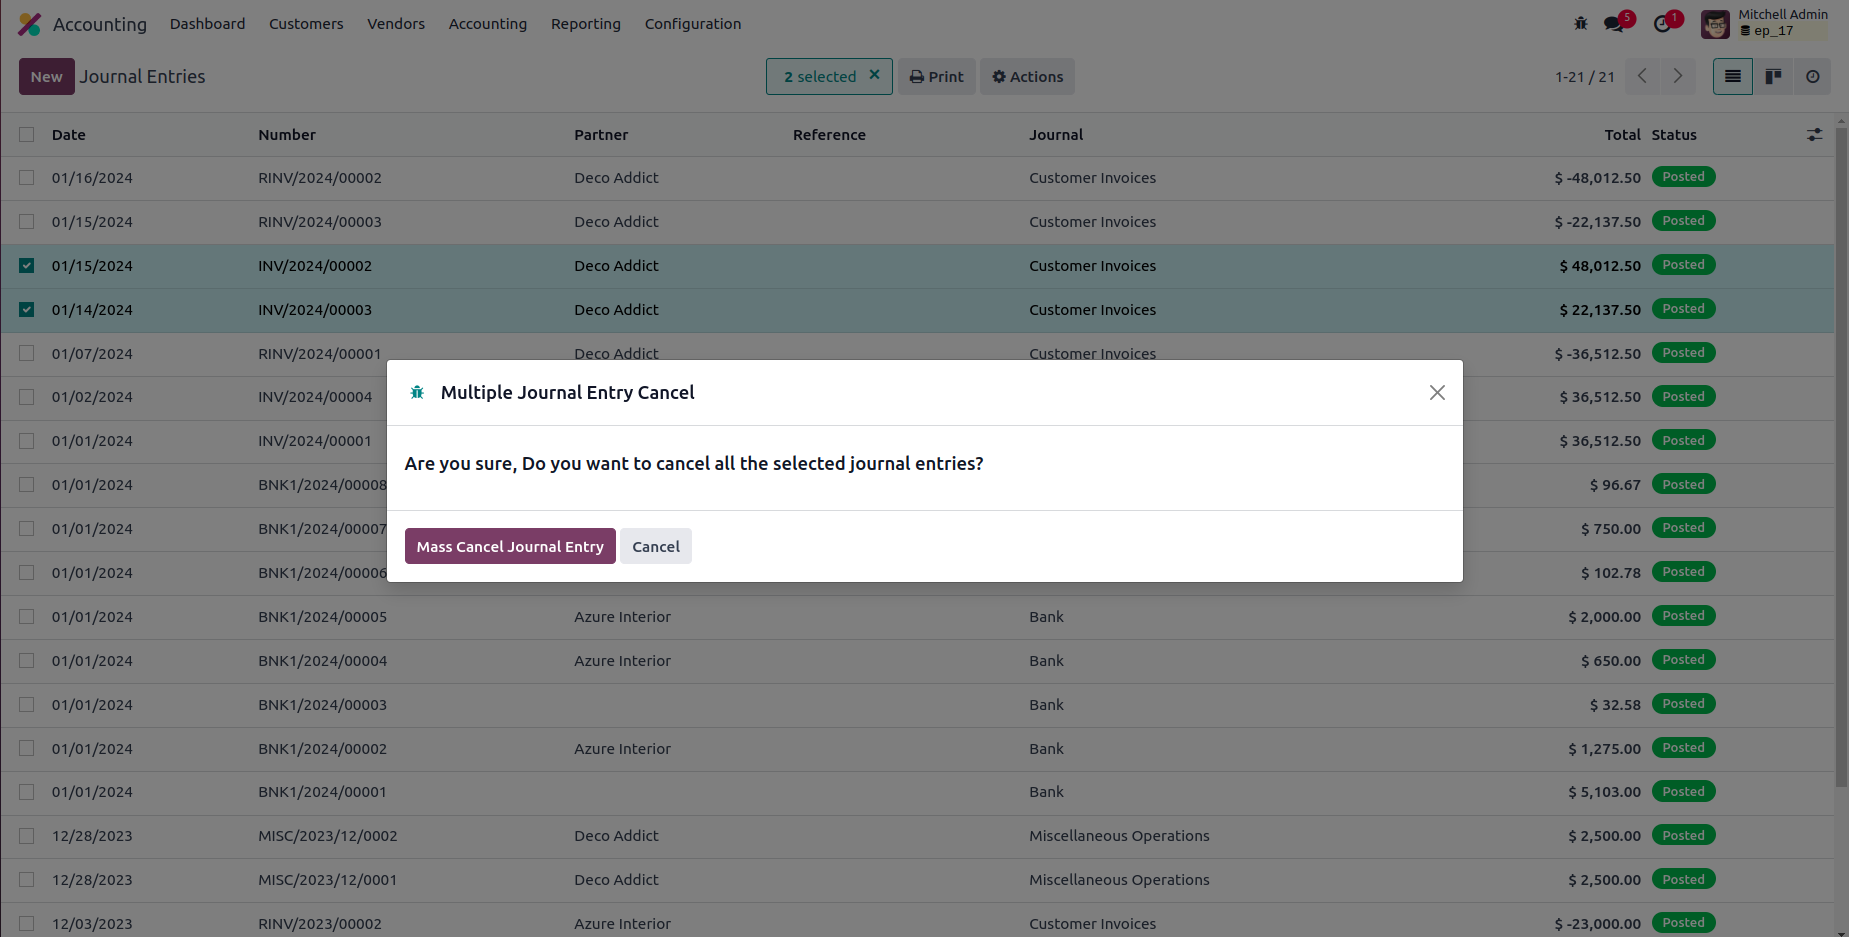 Accounting Dashboard Customers Vendors Accounting Reporting Configuration 5 1 Mitchell Admin
ep_17
New Journal Entries 2 selected Print Actions 1-21 / 21
Date Number Partner Reference Journal Total Status
01/16/2024 RINV/2024/00002 Deco Addict Customer Invoices $ -48,012.50 Posted
01/15/2024 RINV/2024/00003 Deco Addict Customer Invoices $ -22,137.50 Posted
01/15/2024 INV/2024/00002 Deco Addict Customer Invoices $ 48,012.50 Posted
01/14/2024 INV/2024/00003 Deco Addict Customer Invoices $ 22,137.50 Posted
01/07/2024 RINV/2024/00001 Deco Addict Customer Invoices $ -36,512.50 Posted
01/02/2024 INV/2024/00004 $ 36,512.50 Posted
01/01/2024 INV/2024/00001 $ 36,512.50 Posted
01/01/2024 BNK1/2024/00008 $ 96.67 Posted
01/01/2024 BNK1/2024/00007 $ 750.00 Posted
01/01/2024 BNK1/2024/00006 $ 102.78 Posted
Multiple Journal Entry Cancel
Are you sure, Do you want to cancel all the selected journal entries?
Mass Cancel Journal Entry Cancel
01/01/2024 BNK1/2024/00005 Azure Interior Bank $ 2,000.00 Posted
01/01/2024 BNK1/2024/00004 Azure Interior Bank $ 650.00 Posted
01/01/2024 BNK1/2024/00003 Bank $ 32.58 Posted
01/01/2024 BNK1/2024/00002 Azure Interior Bank $ 1,275.00 Posted
01/01/2024 BNK1/2024/00001 Bank $ 5,103.00 Posted
12/28/2023 MISC/2023/12/0002 Deco Addict Miscellaneous Operations $ 2,500.00 Posted
12/28/2023 MISC/2023/12/0001 Deco Addict Miscellaneous Operations $ 2,500.00 Posted
12/03/2023 RINV/2023/00002 Azure Interior Customer Invoices $ -23,000.00 Posted